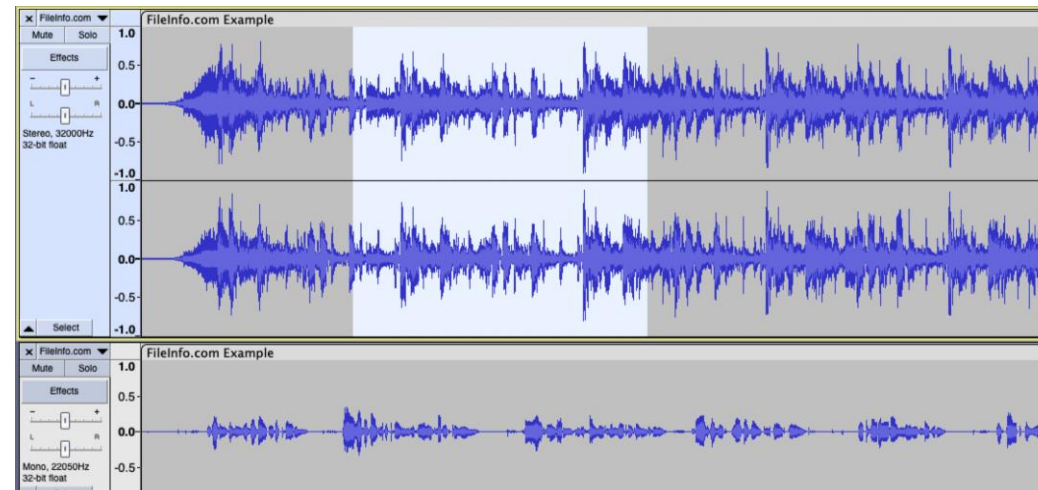 × FileInfo.com ▼ FileInfo.com Example
Mute Solo 1.0
Effects
0.5-
- +
L R 0.0-
Stereo, 32000Hz
32-bit float -0.5-
-1.0
1.0
0.5-
0.0-
-0.5-
▲ Select -1.0
× FileInfo.com ▼ FileInfo.com Example
Mute Solo 1.0
Effects
0.5-
- +
L R 0.0-
Mono, 22050Hz
32-bit float -0.5-